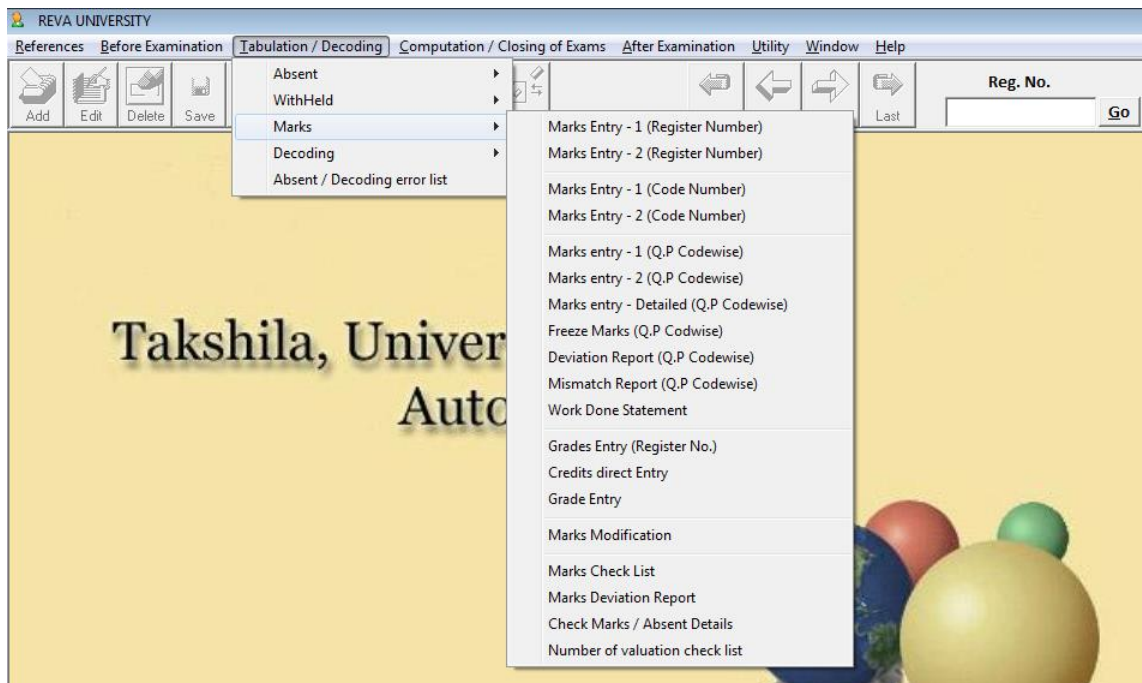 REVA UNIVERSITY
References Before Examination Tabulation / Decoding Computation / Closing of Exams After Examination Utility Window Help
Add Edit Delete Save Last Reg. No. Go
Absent
WithHeld
Marks
Decoding
Absent / Decoding error list
Marks Entry - 1 (Register Number)
Marks Entry - 2 (Register Number)
Marks Entry - 1 (Code Number)
Marks Entry - 2 (Code Number)
Marks entry - 1 (Q.P Codewise)
Marks entry - 2 (Q.P Codewise)
Marks entry - Detailed (Q.P Codewise)
Freeze Marks (Q.P Codwise)
Deviation Report (Q.P Codewise)
Mismatch Report (Q.P Codewise)
Work Done Statement
Grades Entry (Register No.)
Credits direct Entry
Grade Entry
Marks Modification
Marks Check List
Marks Deviation Report
Check Marks / Absent Details
Number of valuation check list
Takshila, Univer
Auto